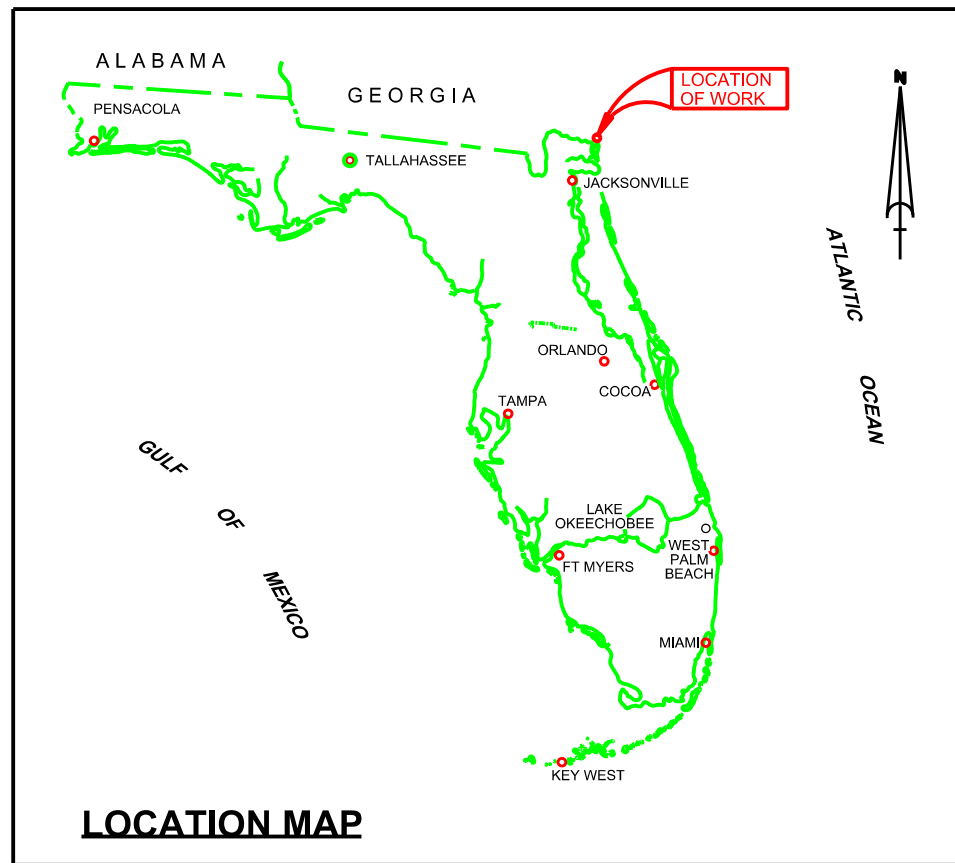 ALABAMA
GEORGIA
LOCATION
OF WORK
N
PENSACOLA
TALLAHASSEE
JACKSONVILLE
ATLANTIC
OCEAN
ORLANDO
COCOA
TAMPA
GULF
OF
MEXICO
LAKE
OKEECHOBEE
WEST
PALM
BEACH
FT MYERS
MIAMI
KEY WEST
LOCATION MAP